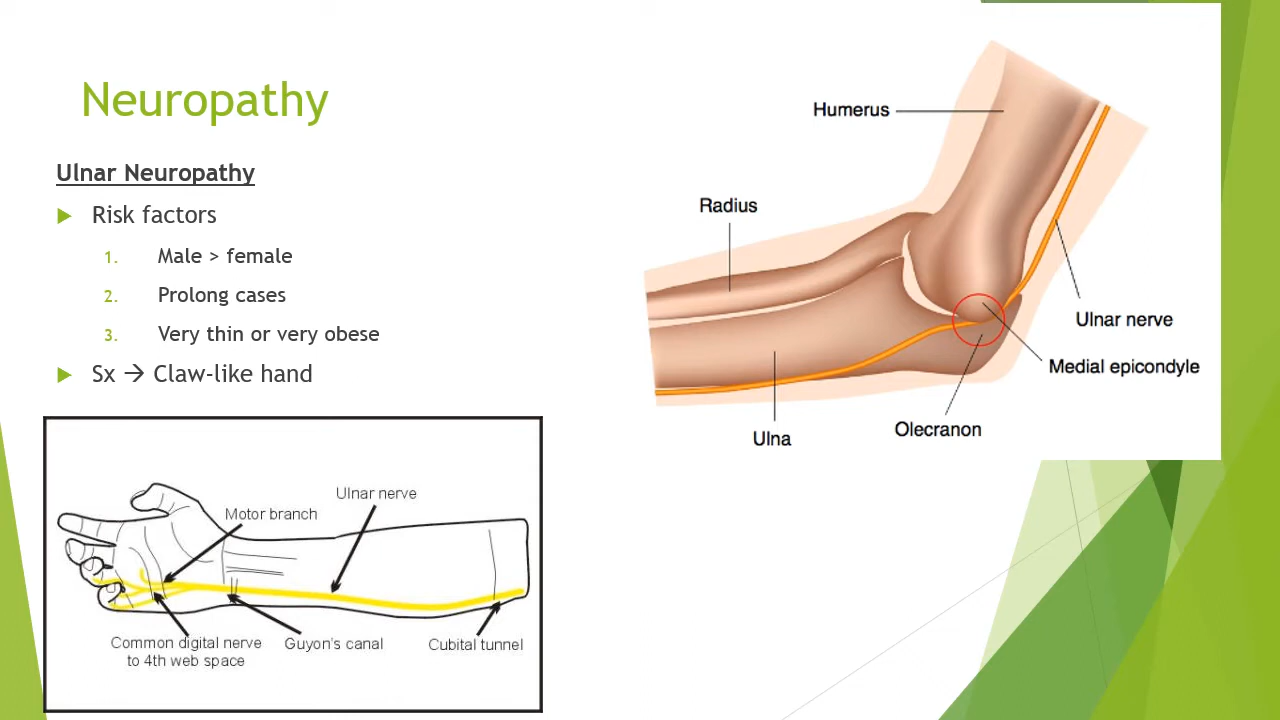 Neuropathy
Ulnar Neuropathy
Risk factors
1. Male > female
2. Prolong cases
3. Very thin or very obese
Sx → Claw-like hand
Humerus
Radius
Ulnar nerve
Medial epicondyle
Olecranon
Ulna
Ulnar nerve
Motor branch
Common digital nerve
to 4th web space
Guyon's canal
Cubital tunnel